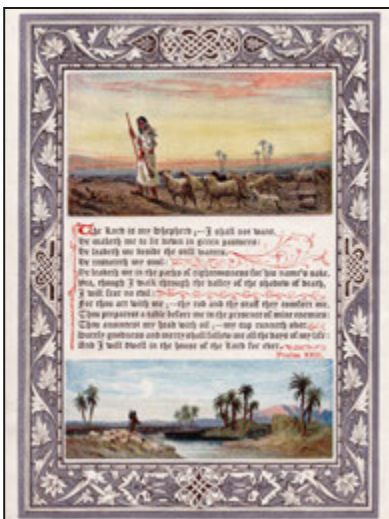 The Lord is my Shepherd;—I shall not want.
He maketh me to lie down in green pastures:
He leadeth me beside the still waters.
He restoreth my soul:
He leadeth me in the paths of righteousness for his name's sake.
Yea, though I walk through the valley of the shadow of death,
I will fear no evil:
For thou art with me;—thy rod and thy staff they comfort me.
Thou preparest a table before me in the presence of mine enemies:
Thou anointest my head with oil;—my cup runneth over.
Surely goodness and mercy shall follow me all the days of my life:
And I will dwell in the house of the Lord for ever.
Psalm XXIII.